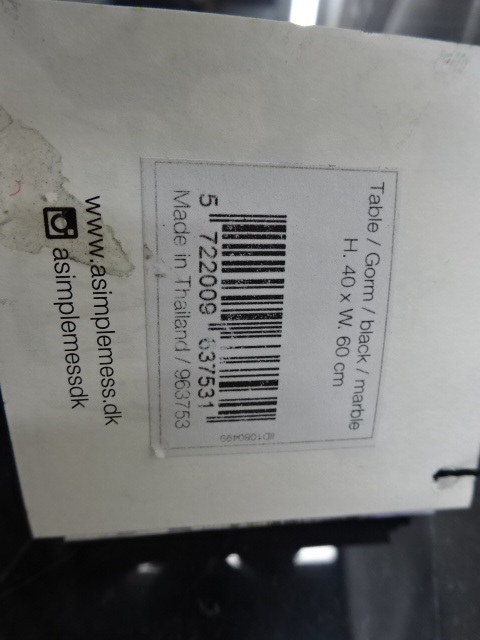 Table / Gorm / black / marble
H. 40 x W. 60 cm
5 722009 637531
Made in Thailand / 963753
www.asimplemess.dk
asimplemessdk